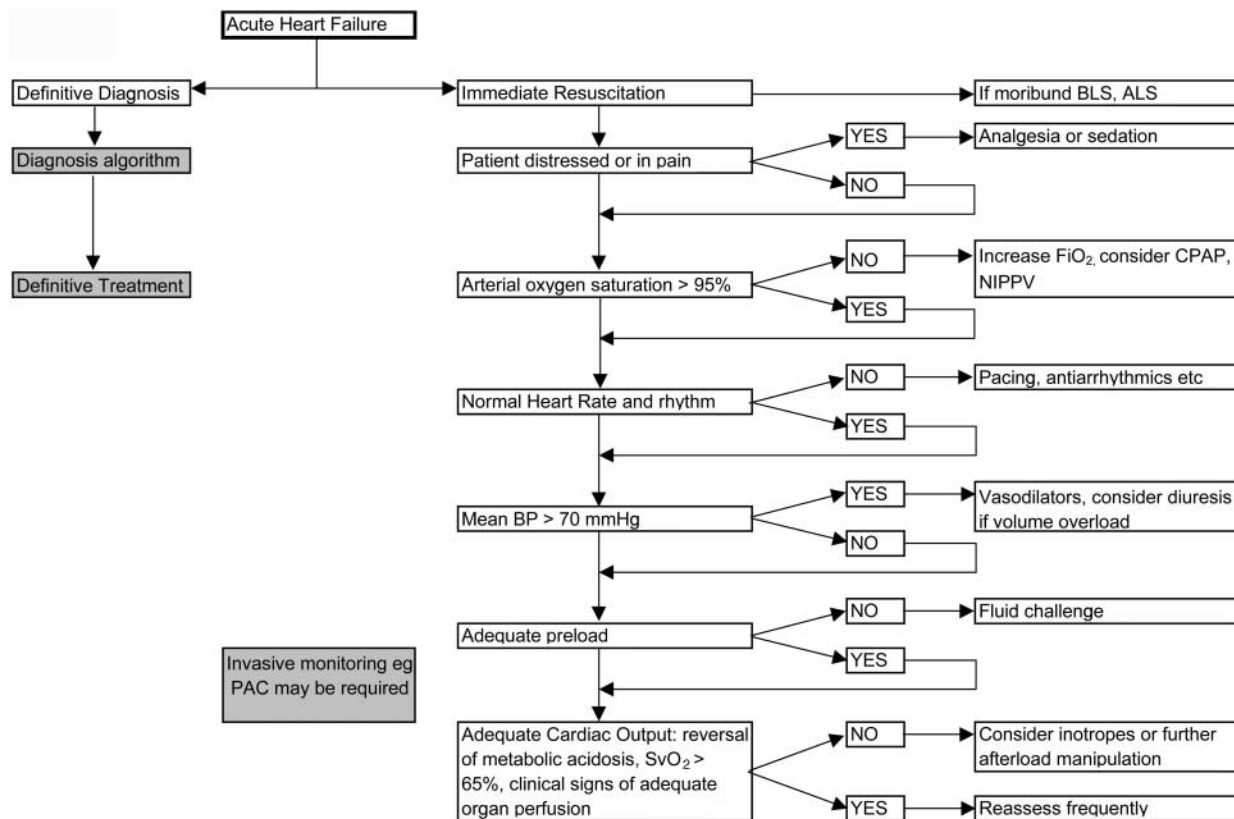 Acute Heart Failure
Definitive Diagnosis
Immediate Resuscitation
If moribund BLS, ALS
Diagnosis algorithm
Patient distressed or in pain
YES
Analgesia or sedation
NO
Definitive Treatment
Arterial oxygen saturation > 95%
NO
Increase FiO₂, consider CPAP,
NIPPV
YES
Normal Heart Rate and rhythm
NO
Pacing, antiarrhythmics etc
YES
Mean BP > 70 mmHg
YES
Vasodilators, consider diuresis
if volume overload
NO
Adequate preload
NO
Fluid challenge
YES
Invasive monitoring eg
PAC may be required
Adequate Cardiac Output: reversal
of metabolic acidosis, SvO₂ >
65%, clinical signs of adequate
organ perfusion
NO
Consider inotropes or further
afterload manipulation
YES
Reassess frequently